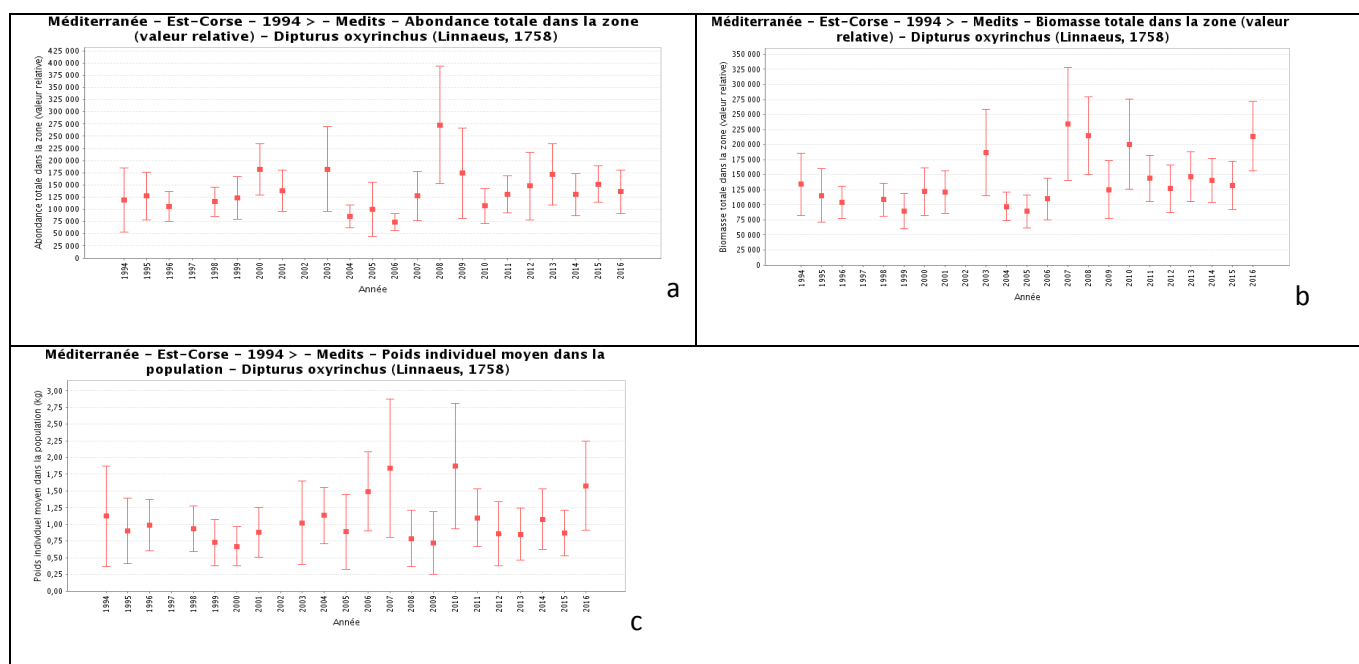 Méditerranée – Est–Corse – 1994 > – Medits – Abondance totale dans la zone
(valeur relative) – Dipturus oxyrinchus (Linnaeus, 1758)
Abondance totale dans la zone (valeur relative)
425 000
400 000
375 000
350 000
325 000
300 000
275 000
250 000
225 000
200 000
175 000
150 000
125 000
100 000
75 000
50 000
25 000
0
1994 1995 1996 1997 1998 1999 2000 2001 2002 2003 2004 2005 2006 2007 2008 2009 2010 2011 2012 2013 2014 2015 2016
Année
a
Méditerranée – Est–Corse – 1994 > – Medits – Biomasse totale dans la zone (valeur
relative) – Dipturus oxyrinchus (Linnaeus, 1758)
Biomasse totale dans la zone (valeur relative)
350 000
325 000
300 000
275 000
250 000
225 000
200 000
175 000
150 000
125 000
100 000
75 000
50 000
25 000
0
1994 1995 1996 1997 1998 1999 2000 2001 2002 2003 2004 2005 2006 2007 2008 2009 2010 2011 2012 2013 2014 2015 2016
Année
b
Méditerranée – Est–Corse – 1994 > – Medits – Poids individuel moyen dans la
population – Dipturus oxyrinchus (Linnaeus, 1758)
Poids individuel moyen dans la population (kg)
3,00
2,75
2,50
2,25
2,00
1,75
1,50
1,25
1,00
0,75
0,50
0,25
0,00
1994 1995 1996 1997 1998 1999 2000 2001 2002 2003 2004 2005 2006 2007 2008 2009 2010 2011 2012 2013 2014 2015 2016
Année
c